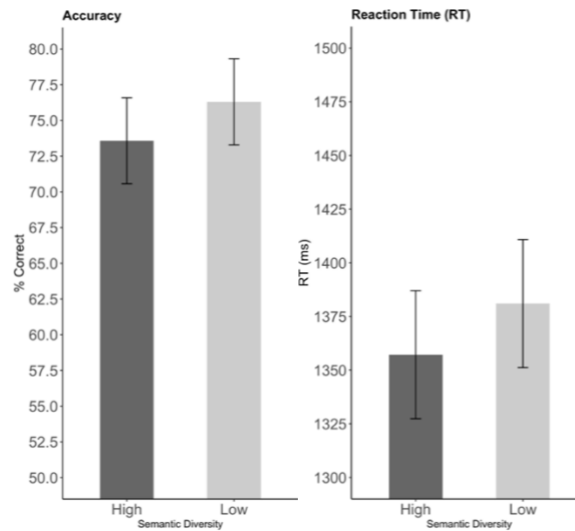 Accuracy
80.0
77.5
75.0
72.5
70.0
67.5
65.0
62.5
60.0
57.5
55.0
52.5
50.0
% Correct
High
Low
Semantic Diversity
Reaction Time (RT)
1500
1475
1450
1425
1400
1375
1350
1325
1300
RT (ms)
High
Low
Semantic Diversity